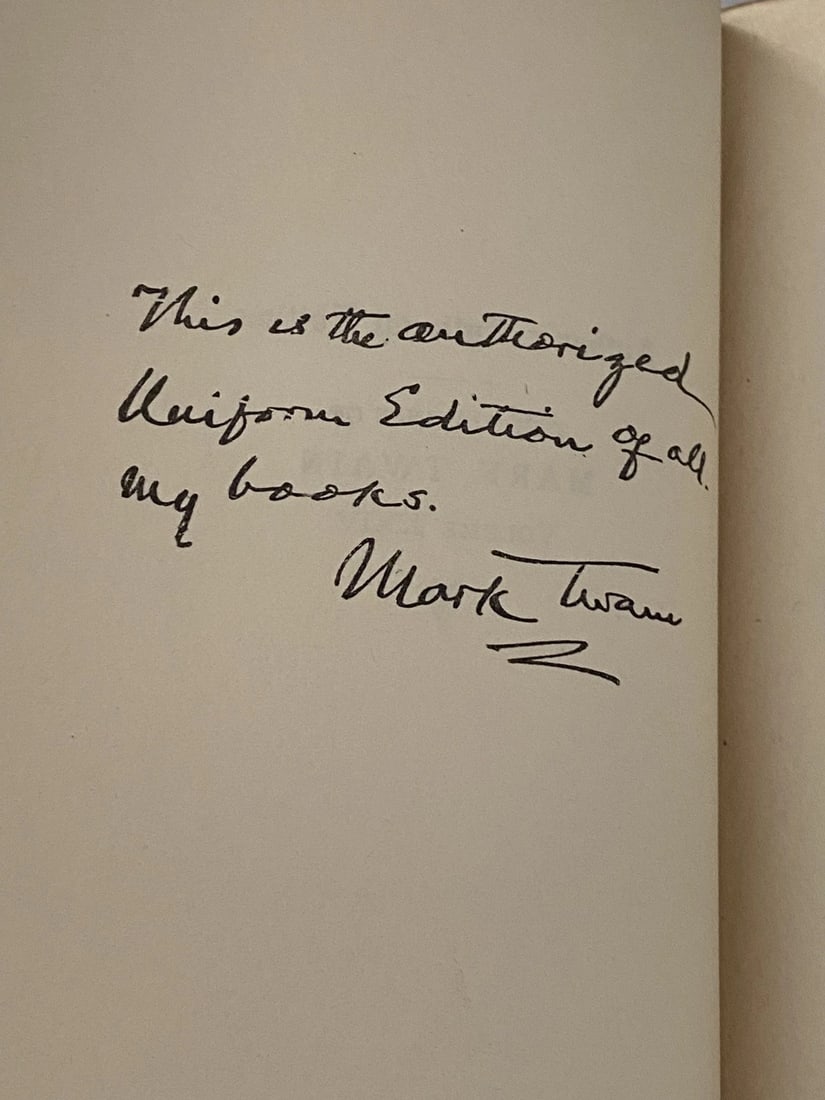 This is the authorized
Uniform Edition of all
my books.
Mark Twain